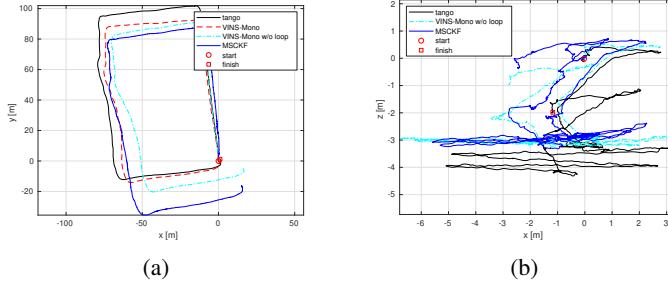 100
80
60
40
20
0
-20
y [m]
-100
-50
0
50
x [m]
tango
VINS-Mono
VINS-Mono w/o loop
MSCKF
start
finish
(a)
2
1
0
-1
-2
-3
-4
-5
z [m]
-6
-5
-4
-3
-2
-1
0
1
2
3
x [m]
tango
VINS-Mono w/o loop
MSCKF
start
finish
(b)